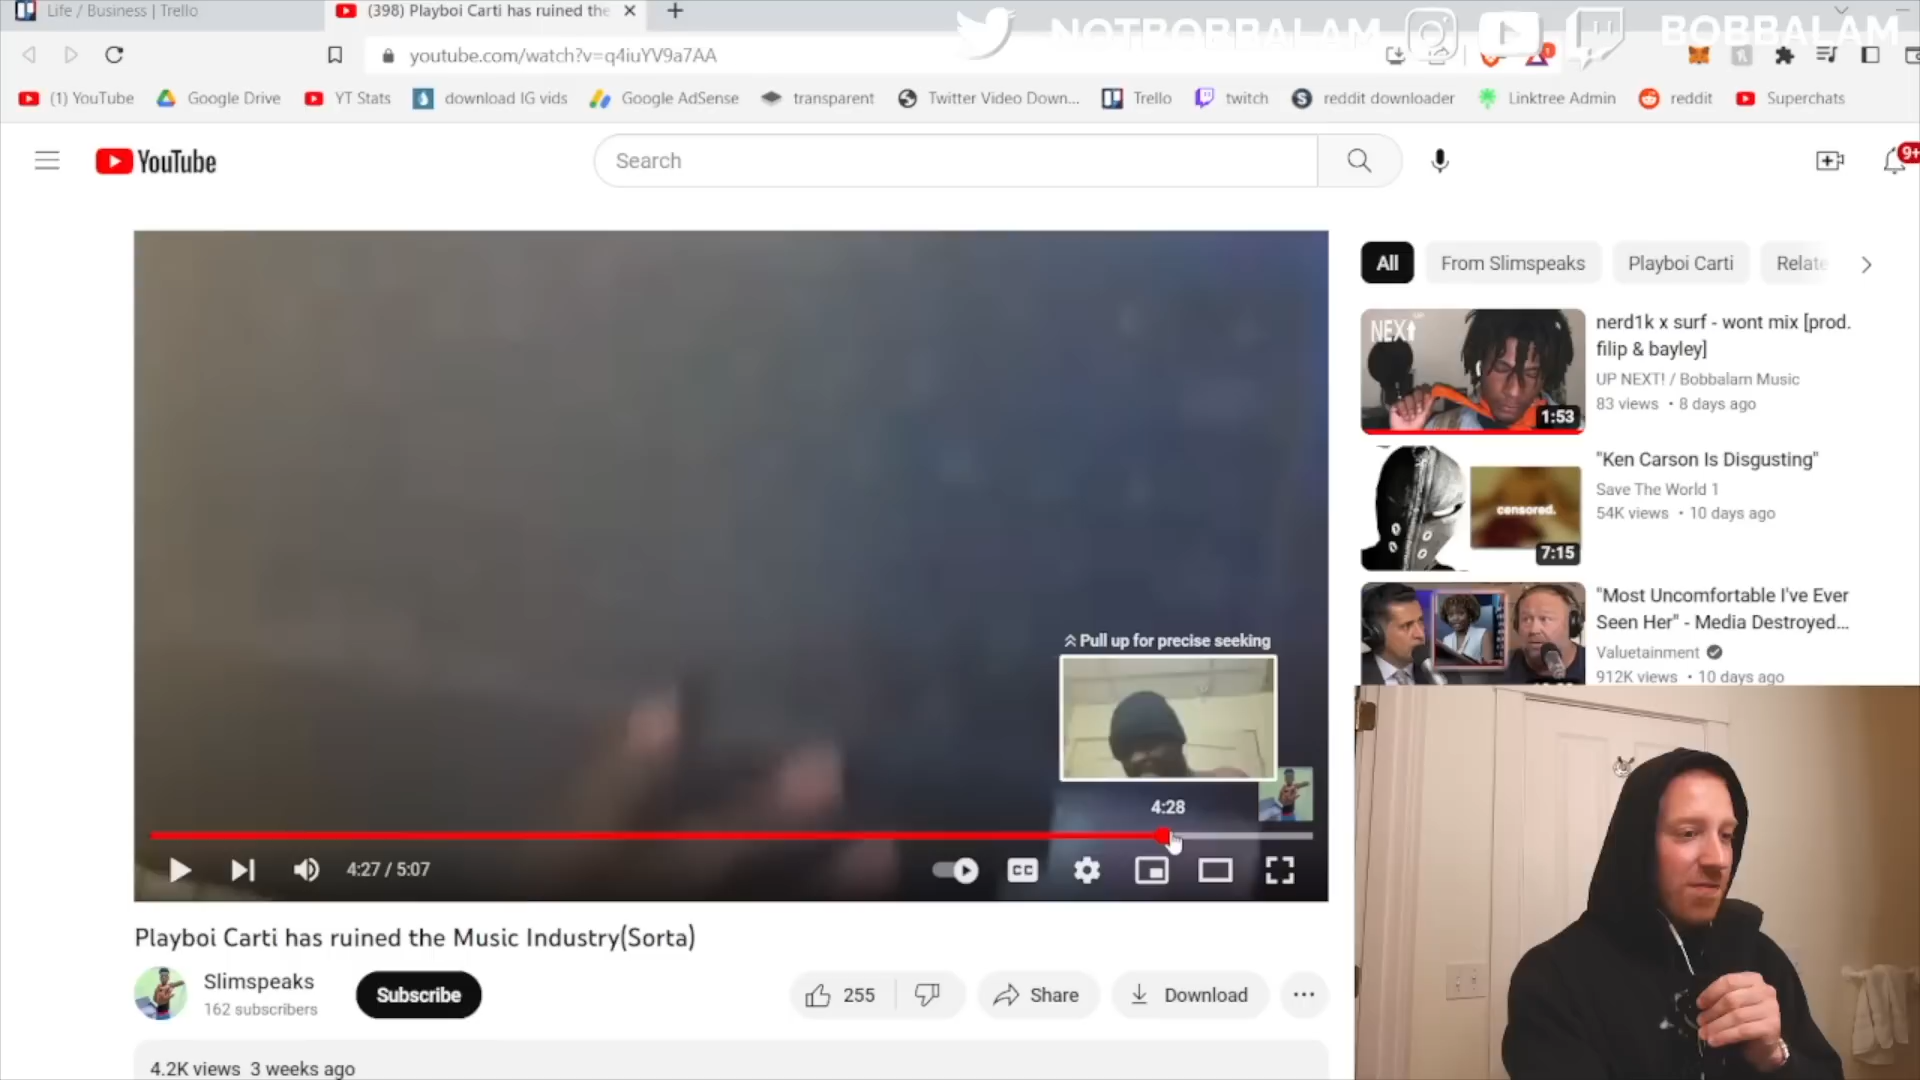 Life / Business | Trello
(398) Playboi Carti has ruined the
NOTBOBBALAM
BOBBALAM
youtube.com/watch?v=q4iuYV9a7AA
1
(1) YouTube
Google Drive
YT Stats
download IG vids
Google AdSense
transparent
Twitter Video Down...
Trello
twitch
reddit downloader
Linktree Admin
reddit
Superchats
YouTube
Search
9+
All
From Slimspeaks
Playboi Carti
Relate
NEXT
UP
1:53
nerd1k x surf - wont mix [prod.
filip & bayley]
UP NEXT! / Bobbalam Music
83 views • 8 days ago
censored.
7:15
"Ken Carson Is Disgusting"
Save The World 1
54K views • 10 days ago
"Most Uncomfortable I've Ever
Seen Her" - Media Destroyed...
Valuetainment
912K views • 10 days ago
Pull up for precise seeking
4:28
4:27 / 5:07
CC
Playboi Carti has ruined the Music Industry(Sorta)
Slimspeaks
162 subscribers
Subscribe
255
Share
Download
4.2K views 3 weeks ago